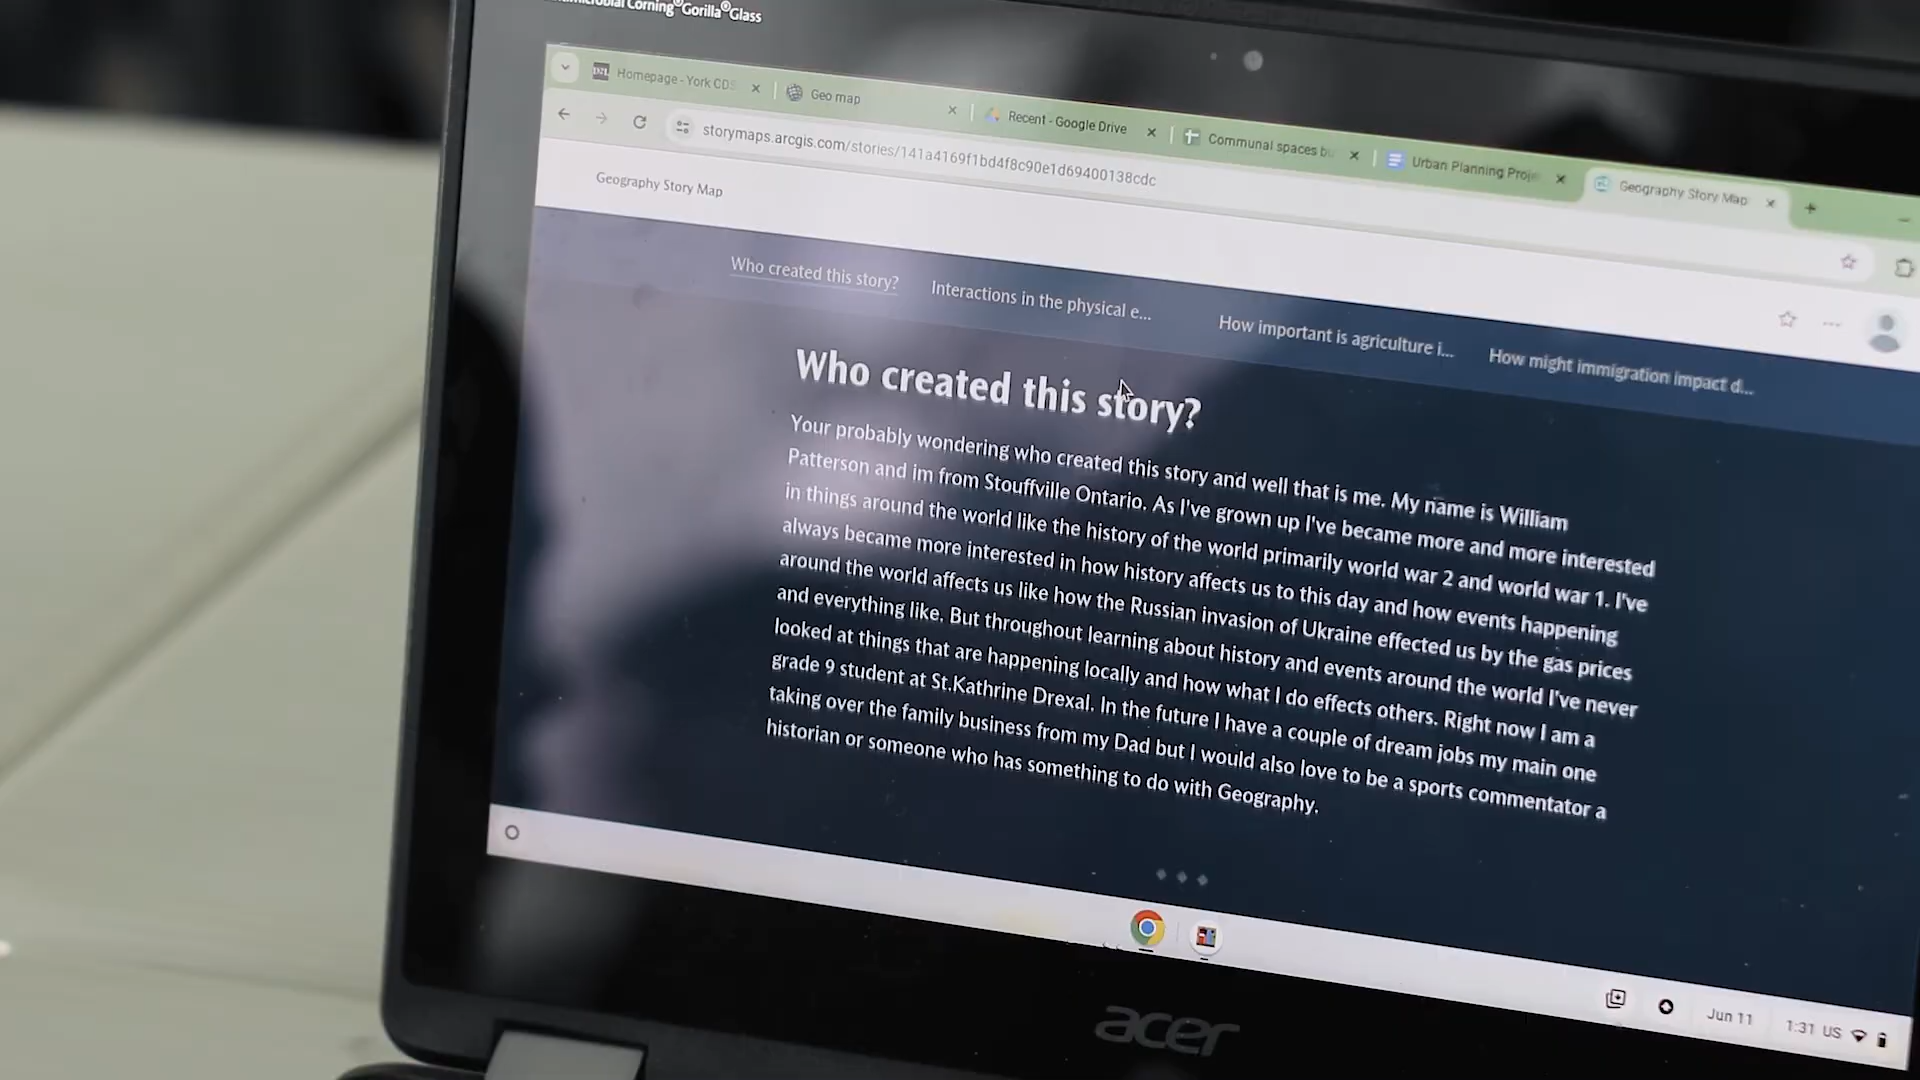 Corning®Gorilla®Glass
Homepage - York CDS
Geo map
Recent - Google Drive
Communal spaces bu
Urban Planning Proje
Geography Story Map
storymaps.arcgis.com/stories/141a4169f1bd4f8c90e1d69400138cdc
Geography Story Map
Who created this story?
Interactions in the physical e...
How important is agriculture i...
How might immigration impact d...
Who created this story?
Your probably wondering who created this story and well that is me. My name is William
Patterson and im from Stouffville Ontario. As I've grown up I've became more and more interested
in things around the world like the history of the world primarily world war 2 and world war 1. I've
always became more interested in how history affects us to this day and how events happening
around the world affects us like how the Russian invasion of Ukraine effected us by the gas prices
and everything like. But throughout learning about history and events around the world I've never
looked at things that are happening locally and how what I do effects others. Right now I am a
grade 9 student at St.Kathrine Drexal. In the future I have a couple of dream jobs my main one
taking over the family business from my Dad but I would also love to be a sports commentator a
historian or someone who has something to do with Geography.
Jun 11
1:31 US
acer